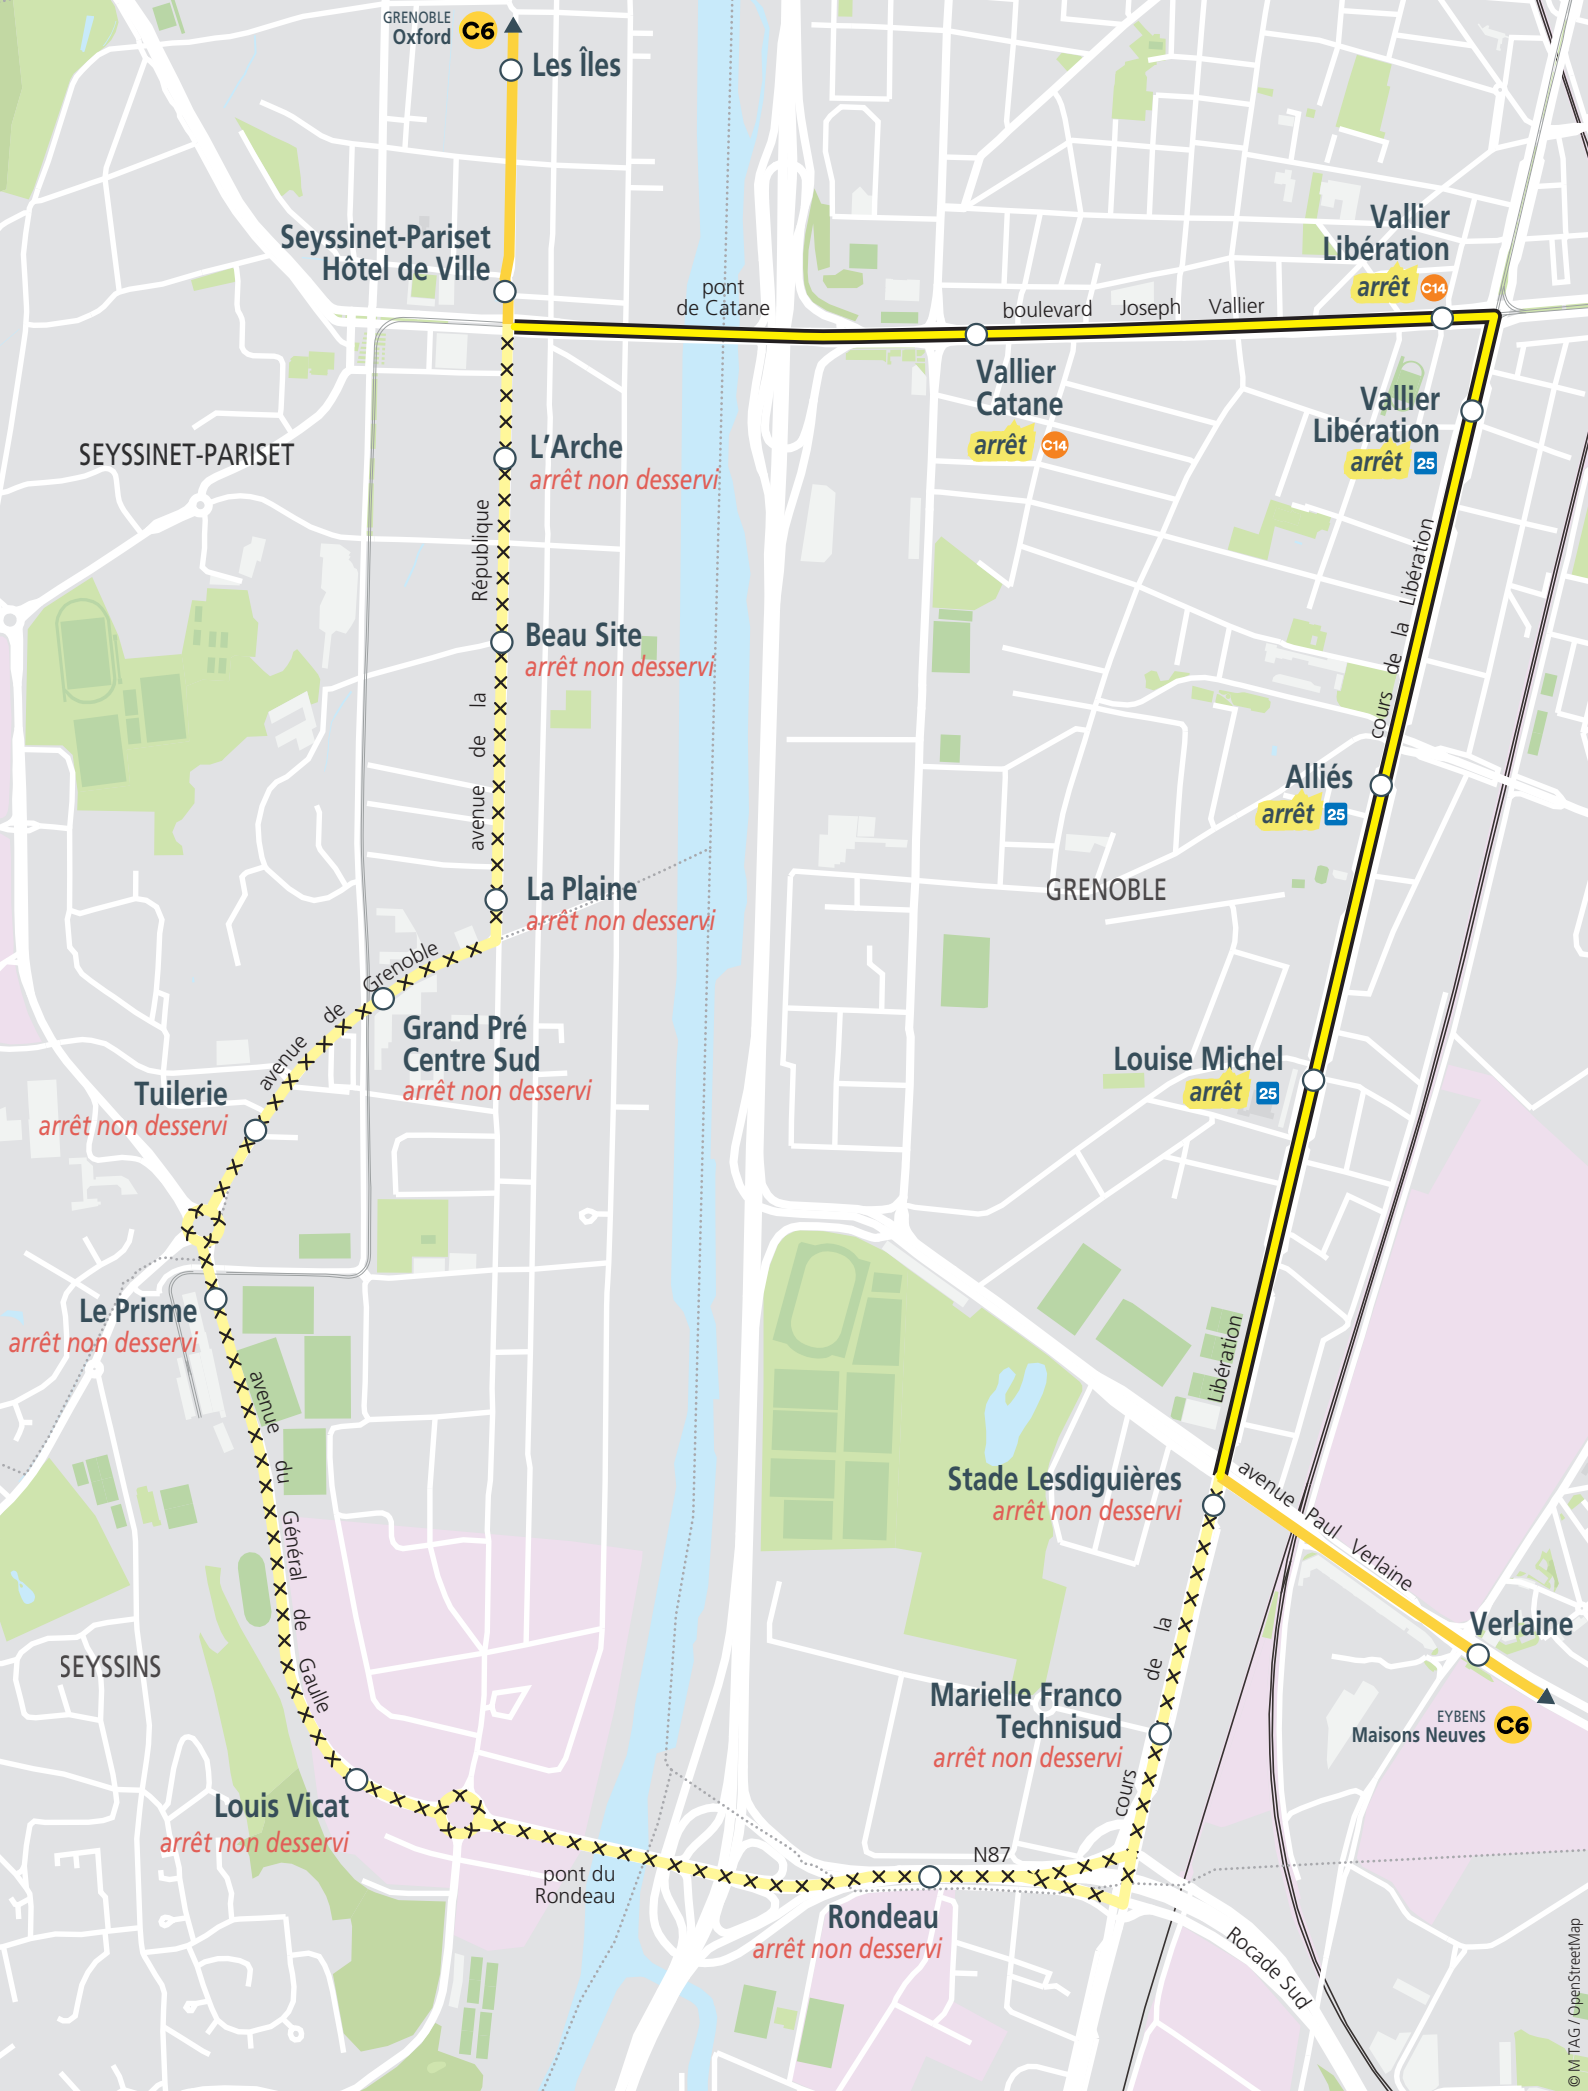 GRENOBLE
Oxford
C6
Les Îles
Seyssinet-Pariset
Hôtel de Ville
pont
de Catane
boulevard Joseph Vallier
Vallier
Libération
arrêt C14
Vallier
Catane
arrêt C14
Vallier
Libération
arrêt 25
SEYSSINET-PARISET
L'Arche
arrêt non desservi
Beau Site
arrêt non desservi
avenue de la République
cours de la Libération
Alliés
arrêt 25
La Plaine
arrêt non desservi
GRENOBLE
avenue de Grenoble
Grand Pré
Centre Sud
arrêt non desservi
Louise Michel
arrêt 25
Tuilerie
arrêt non desservi
Le Prisme
arrêt non desservi
avenue du Général de Gaulle
Stade Lesdiguières
arrêt non desservi
avenue Paul Verlaine
Verlaine
EYBENS
Maisons Neuves
C6
SEYSSINS
Marielle Franco
Technisud
arrêt non desservi
cours de la Libération
Louis Vicat
arrêt non desservi
pont du
Rondeau
N87
Rondeau
arrêt non desservi
Rocade Sud
© M TAG / OpenStreetMap